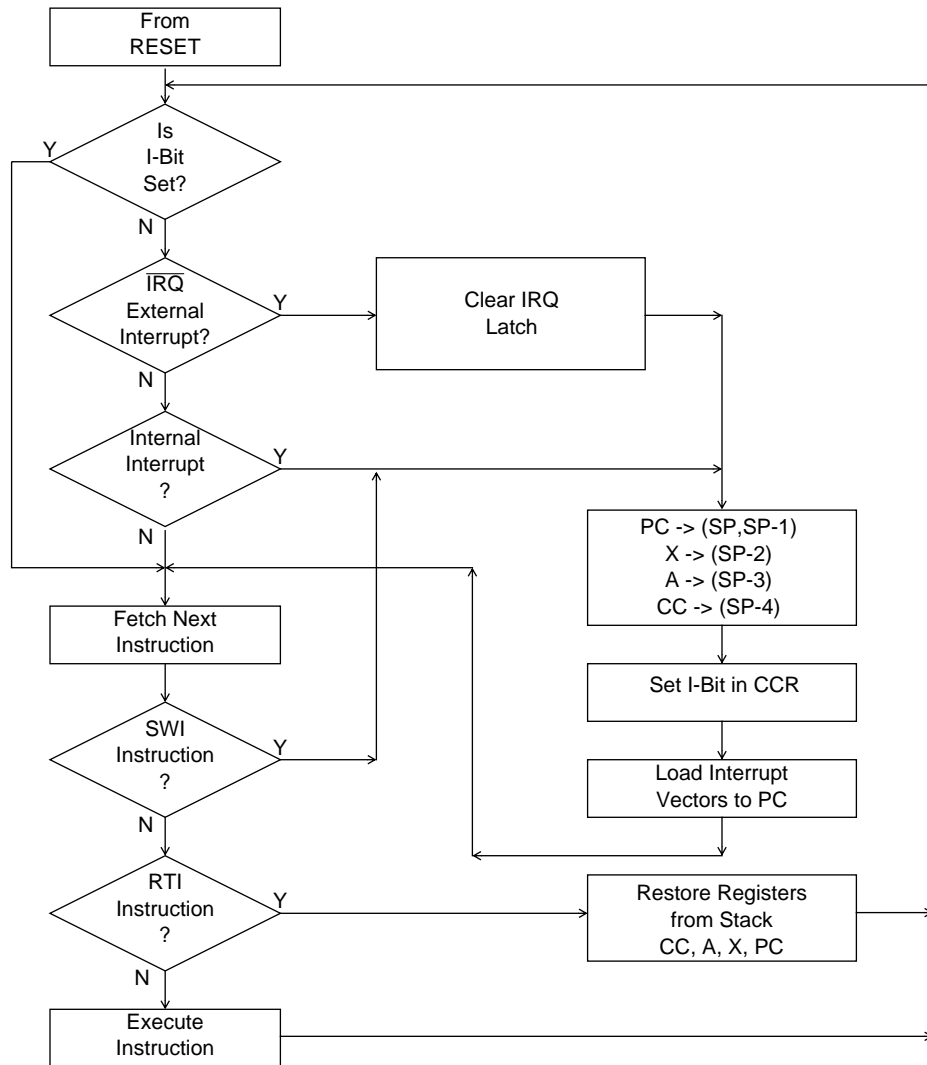 From
RESET
Is
I-Bit
Set?
Y
N
IRQ
External
Interrupt?
Y
N
Clear IRQ
Latch
Internal
Interrupt
?
Y
N
PC -> (SP,SP-1)
X -> (SP-2)
A -> (SP-3)
CC -> (SP-4)
Fetch Next
Instruction
Set I-Bit in CCR
SWI
Instruction
?
Y
N
Load Interrupt
Vectors to PC
RTI
Instruction
?
Y
N
Restore Registers
from Stack
CC, A, X, PC
Execute
Instruction